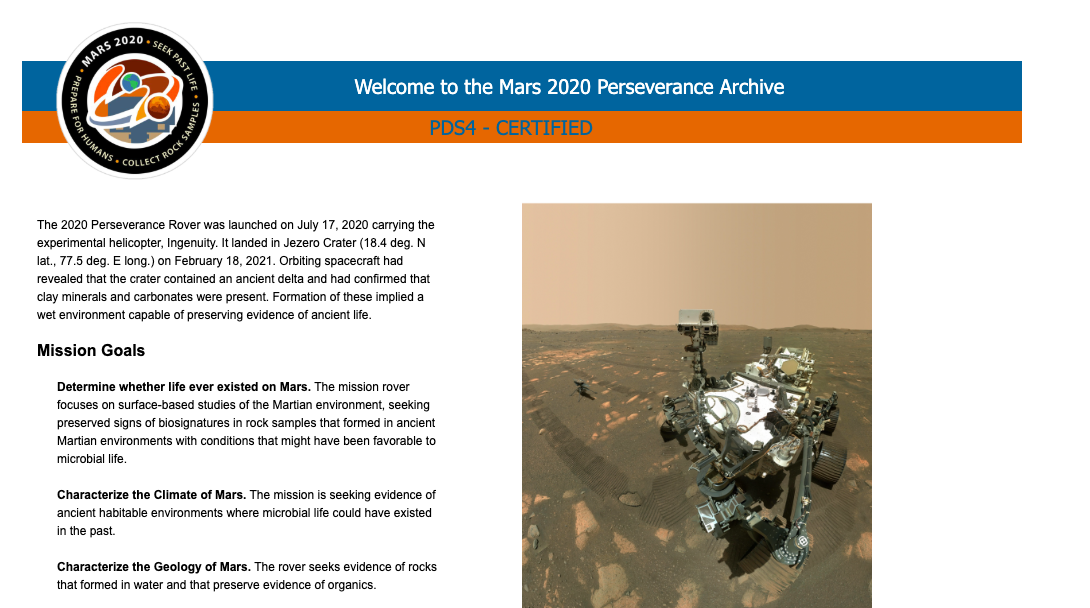 MARS 2020 • SEEK PAST LIFE • COLLECT ROCK SAMPLES • PREPARE FOR HUMANS •
Welcome to the Mars 2020 Perseverance Archive
PDS4 - CERTIFIED
The 2020 Perseverance Rover was launched on July 17, 2020 carrying the
experimental helicopter, Ingenuity. It landed in Jezero Crater (18.4 deg. N
lat., 77.5 deg. E long.) on February 18, 2021. Orbiting spacecraft had
revealed that the crater contained an ancient delta and had confirmed that
clay minerals and carbonates were present. Formation of these implied a
wet environment capable of preserving evidence of ancient life.
Mission Goals
Determine whether life ever existed on Mars. The mission rover
focuses on surface-based studies of the Martian environment, seeking
preserved signs of biosignatures in rock samples that formed in ancient
Martian environments with conditions that might have been favorable to
microbial life.
Characterize the Climate of Mars. The mission is seeking evidence of
ancient habitable environments where microbial life could have existed
in the past.
Characterize the Geology of Mars. The rover seeks evidence of rocks
that formed in water and that preserve evidence of organics.